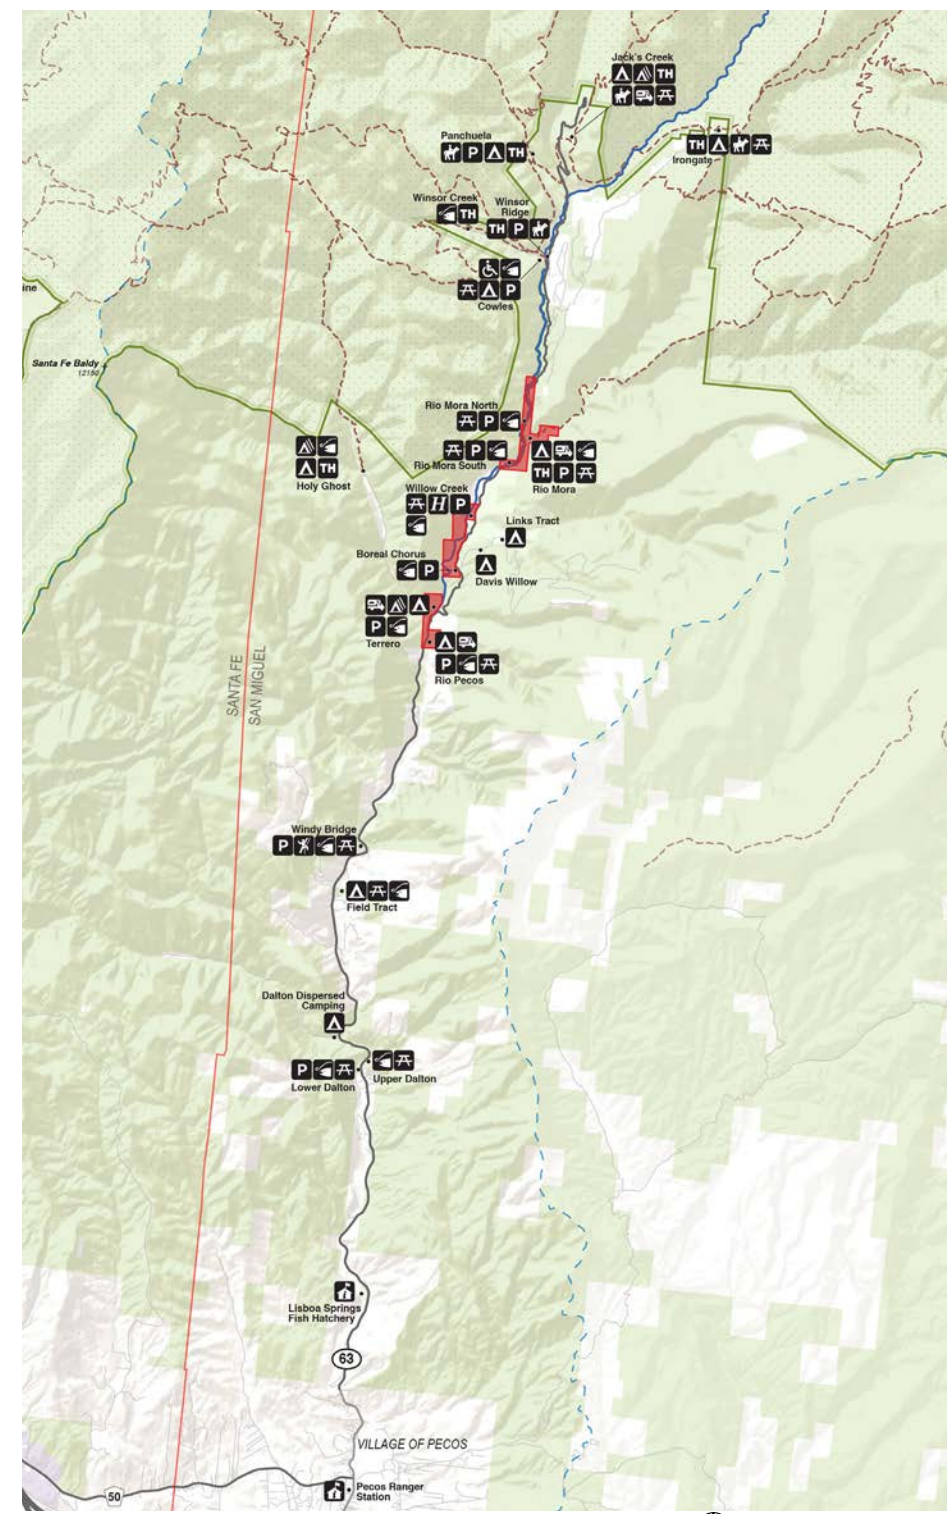 Jack's Creek
TH
Panchuela
P TH
TH
Irongate
Winsor Creek
TH
Winsor
Ridge
TH P
P
Cowles
ine
Santa Fe Baldy
12150
Rio Mora North
P
P
Rio Mora South
TH P
Rio Mora
TH
Holy Ghost
Willow Creek
H P
Links Tract
Boreal Chorus
P
Davis Willow
P
Terrero
P
Rio Pecos
SANTA FE
SAN MIGUEL
Windy Bridge
P
Field Tract
Dalton Dispersed
Camping
P
Lower Dalton
Upper Dalton
Lisboa Springs
Fish Hatchery
63
VILLAGE OF PECOS
50
Pecos Ranger
Station